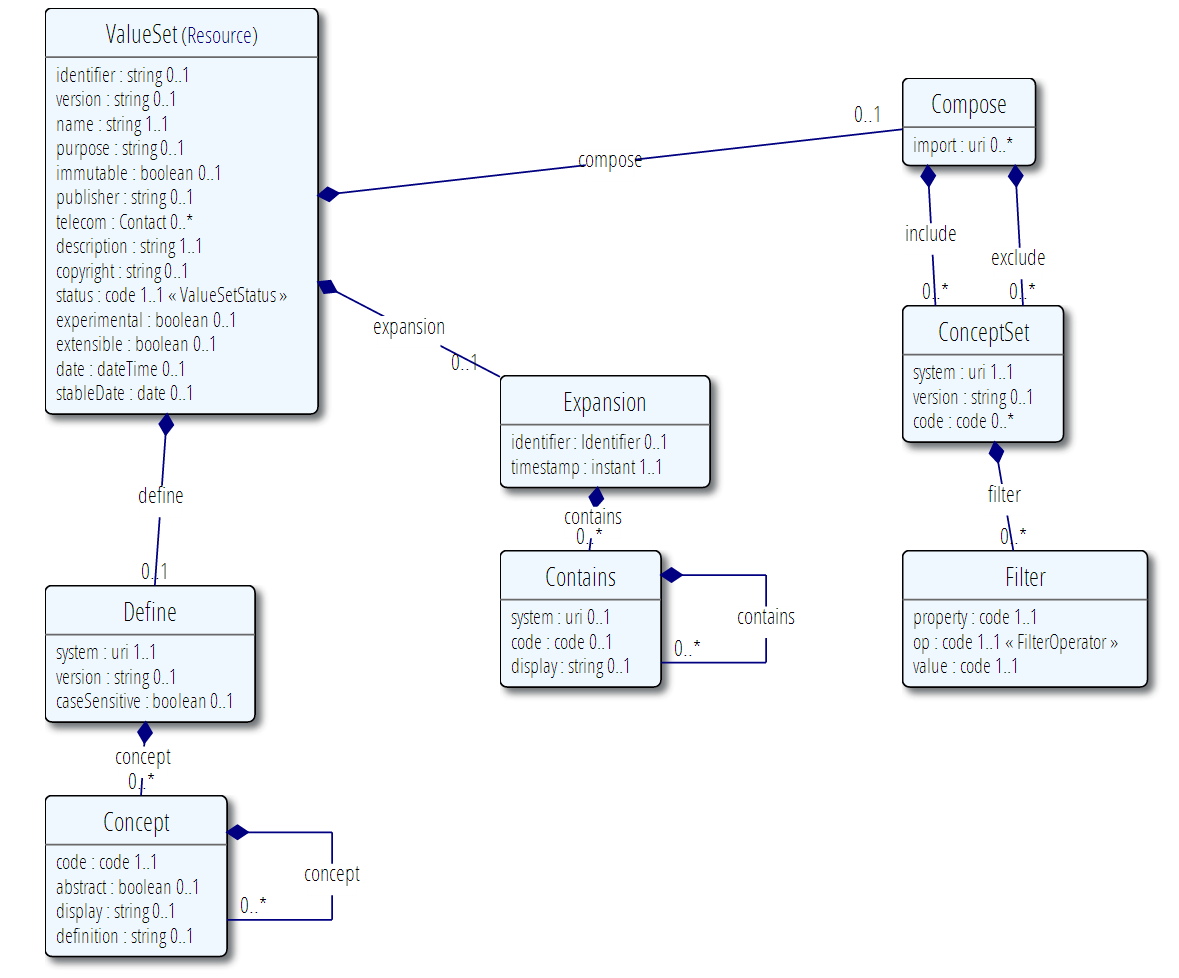 ValueSet (Resource)
identifier : string 0..1
version : string 0..1
name : string 1..1
purpose : string 0..1
immutable : boolean 0..1
publisher : string 0..1
telecom : Contact 0..*
description : string 1..1
copyright : string 0..1
status : code 1..1 « ValueSetStatus »
experimental : boolean 0..1
extensible : boolean 0..1
date : dateTime 0..1
stableDate : date 0..1
compose
0..1
Compose
import : uri 0..*
include
0..*
exclude
0..*
ConceptSet
system : uri 1..1
version : string 0..1
code : code 0..*
filter
0..*
Filter
property : code 1..1
op : code 1..1 « FilterOperator »
value : code 1..1
expansion
0..1
Expansion
identifier : Identifier 0..1
timestamp : instant 1..1
contains
0..*
Contains
system : uri 0..1
code : code 0..1
display : string 0..1
contains
0..*
define
0..1
Define
system : uri 1..1
version : string 0..1
caseSensitive : boolean 0..1
concept
0..*
Concept
code : code 1..1
abstract : boolean 0..1
display : string 0..1
definition : string 0..1
concept
0..*